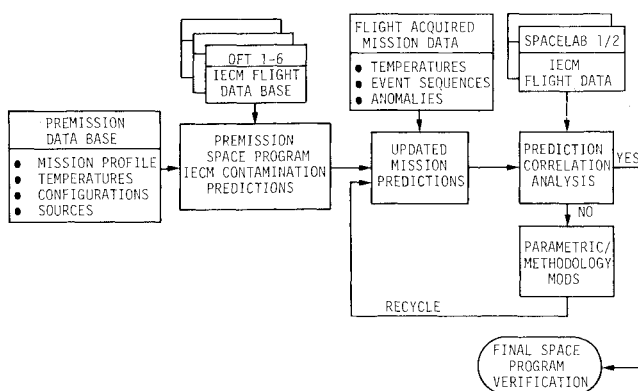 OFT 1-6
IECM FLIGHT
DATA BASE
FLIGHT ACQUIRED
MISSION DATA
● TEMPERATURES
● EVENT SEQUENCES
● ANOMALIES
SPACELAB 1/2
IECM
FLIGHT DATA
PREMISSION
DATA BASE
● MISSION PROFILE
● TEMPERATURES
● CONFIGURATIONS
● SOURCES
PREMISSION
SPACE PROGRAM
IECM CONTAMINATION
PREDICTIONS
UPDATED
MISSION
PREDICTIONS
PREDICTION
CORRELATION
ANALYSIS
YES
NO
PARAMETRIC/
METHODOLOGY
MODS
RECYCLE
FINAL SPACE
PROGRAM
VERIFICATION